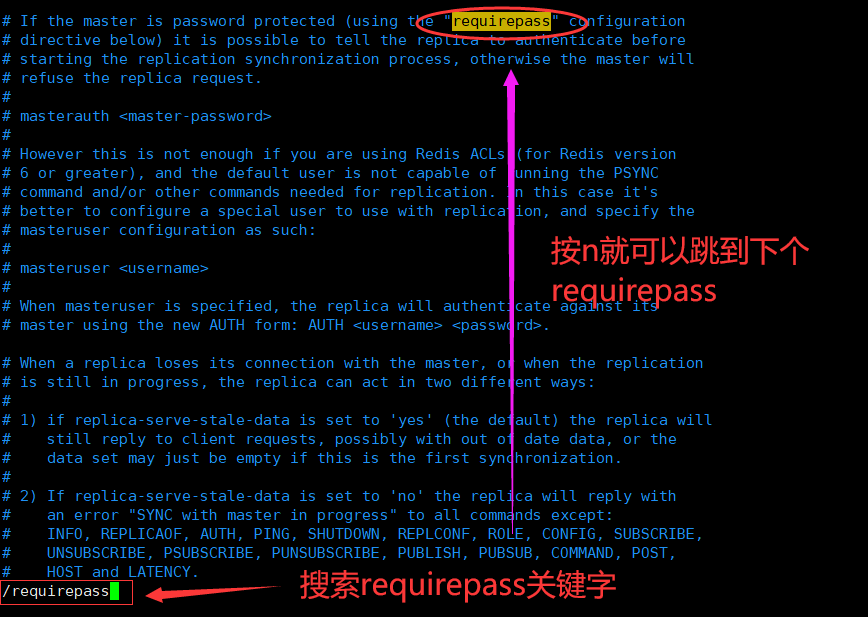 # If the master is password protected (using the "requirepass" configuration
# directive below) it is possible to tell the replica to authenticate before
# starting the replication synchronization process, otherwise the master will
# refuse the replica request.
#
# masterauth <master-password>
#
# However this is not enough if you are using Redis ACLs (for Redis version
# 6 or greater), and the default user is not capable of running the PSYNC
# command and/or other commands needed for replication. In this case it's
# better to configure a special user to use with replication, and specify the
# masteruser configuration as such:
#
# masteruser <username>
#
# When masteruser is specified, the replica will authenticate against its
# master using the new AUTH form: AUTH <username> <password>.
按n就可以跳到下个
requirepass
# When a replica loses its connection with the master, or when the replication
# is still in progress, the replica can act in two different ways:
#
# 1) if replica-serve-stale-data is set to 'yes' (the default) the replica will
#    still reply to client requests, possibly with out of date data, or the
#    data set may just be empty if this is the first synchronization.
#
# 2) If replica-serve-stale-data is set to 'no' the replica will reply with
#    an error "SYNC with master in progress" to all commands except:
#    INFO, REPLICAOF, AUTH, PING, SHUTDOWN, REPLCONF, ROLE, CONFIG, SUBSCRIBE,
#    UNSUBSCRIBE, PSUBSCRIBE, PUNSUBSCRIBE, PUBLISH, PUBSUB, COMMAND, POST,
#    HOST and LATENCY.
/requirepass
搜索requirepass关键字